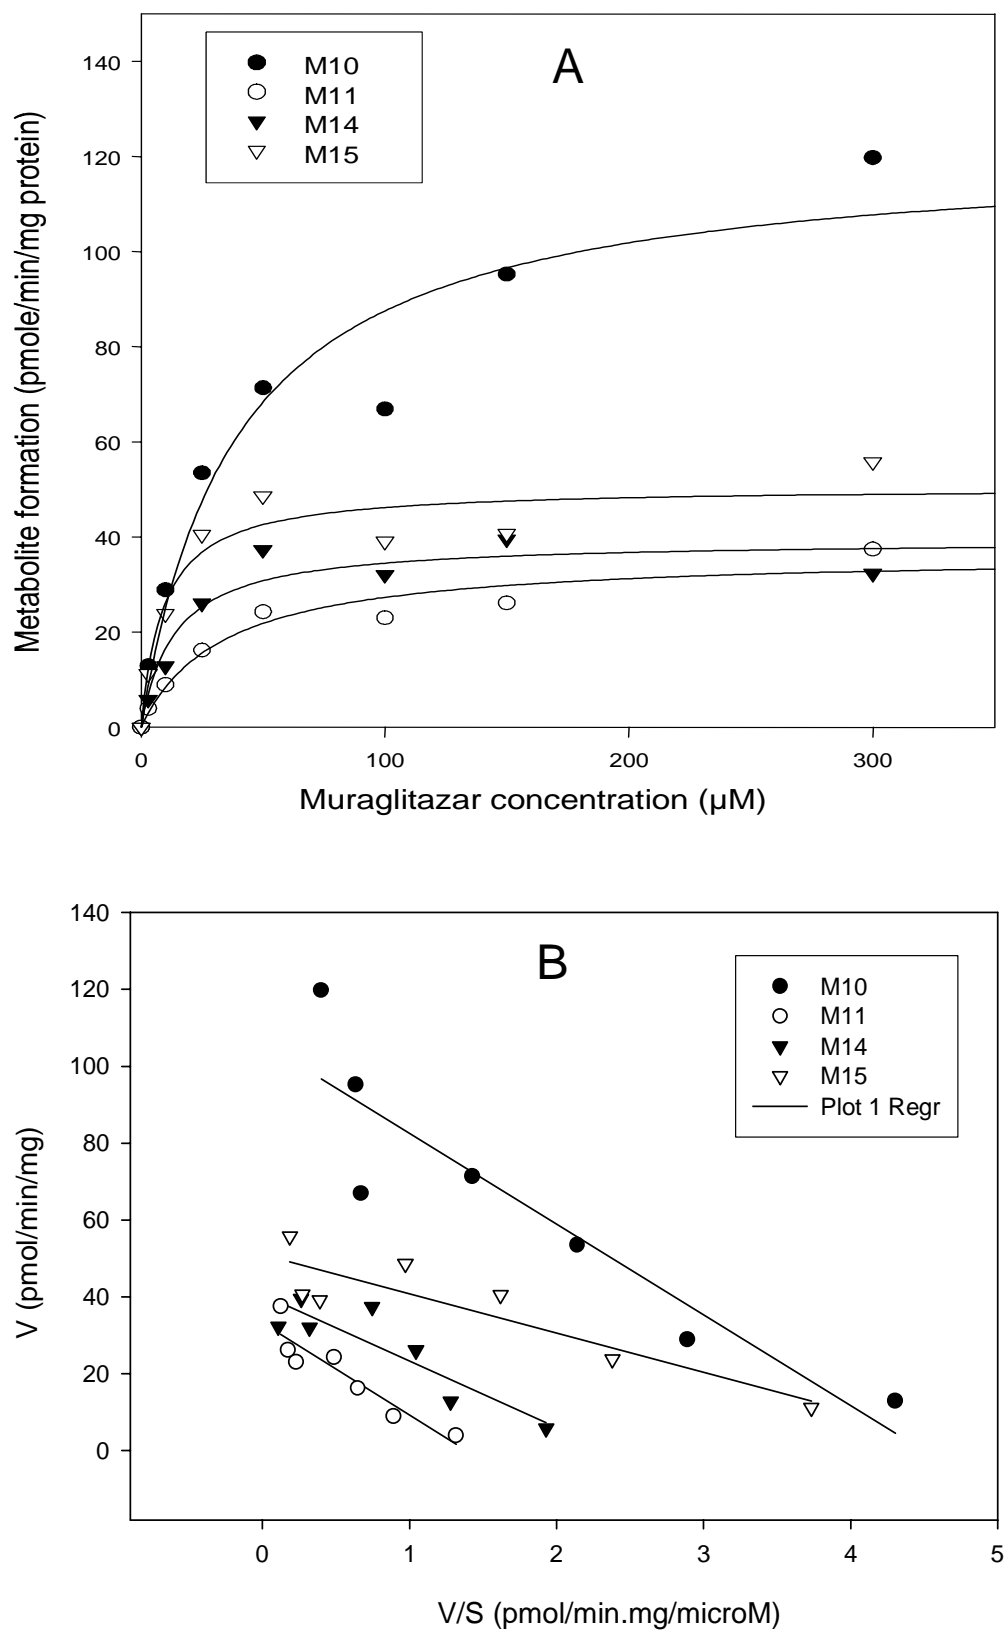 A
M10
M11
M14
M15
Metabolite formation (pmole/min/mg protein)
140
120
100
80
60
40
20
0
0 100 200 300
Muraglitazar concentration (µM)
B
M10
M11
M14
M15
Plot 1 Regr
V (pmol/min/mg)
140
120
100
80
60
40
20
0
0 1 2 3 4 5
V/S (pmol/min.mg/microM)